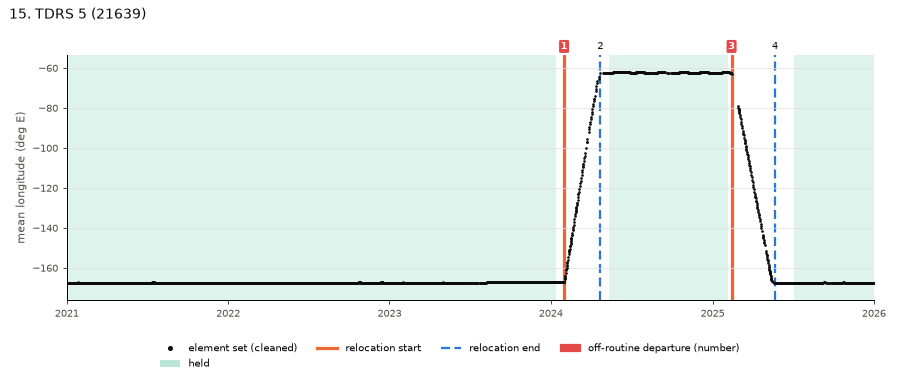 15. TDRS 5 (21639)
1 2 3 4
−60
−80
−100
−120
−140
−160
mean longitude (deg E)
2021 2022 2023 2024 2025 2026
element set (cleaned) relocation start relocation end off-routine departure (number)
held